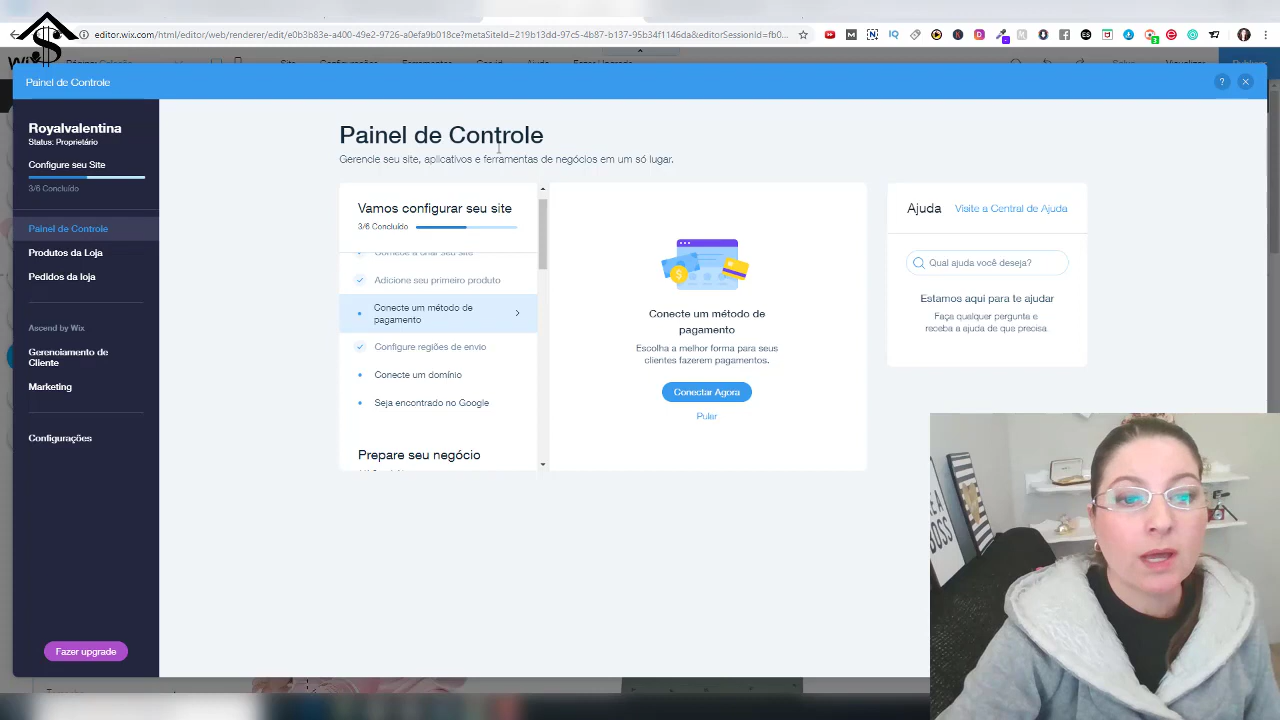 editor.wix.com/html/editor/web/renderer/edit/e0b3b83e-a400-49e2-9726-a0efa9b018ce?metaSiteId=219b13dd-97c5-4b87-b137-95b34f1146da&editorSessionId=fb0...
Painel de Controle
Royalvalentina
Status: Proprietário
Configure seu Site
3/6 Concluído
Painel de Controle
Produtos da Loja
Pedidos da loja
Ascend by Wix
Gerenciamento de
Cliente
Marketing
Configurações
Fazer upgrade
Painel de Controle
Gerencie seu site, aplicativos e ferramentas de negócios em um só lugar.
Vamos configurar seu site
3/6 Concluído
Comece a criar seu site
Adicione seu primeiro produto
Conecte um método de
pagamento
Configure regiões de envio
Conecte um domínio
Seja encontrado no Google
Prepare seu negócio
Conecte um método de
pagamento
Escolha a melhor forma para seus
clientes fazerem pagamentos.
Conectar Agora
Pular
Ajuda
Visite a Central de Ajuda
Qual ajuda você deseja?
Estamos aqui para te ajudar
Faça qualquer pergunta e
receba a ajuda de que precisa.
BOSS